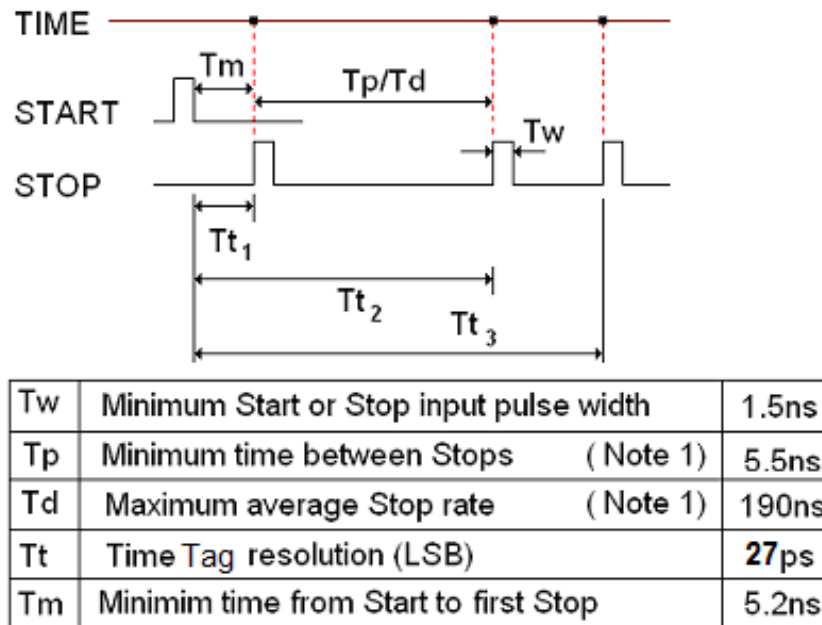 TIME
Tm
Tp/Td
START
Tw
STOP
Tt1
Tt2
Tt3
Tw Minimum Start or Stop input pulse width 1.5ns
Tp Minimum time between Stops ( Note 1) 5.5ns
Td Maximum average Stop rate ( Note 1) 190ns
Tt Time Tag resolution (LSB) 27ps
Tm Minimim time from Start to first Stop 5.2ns